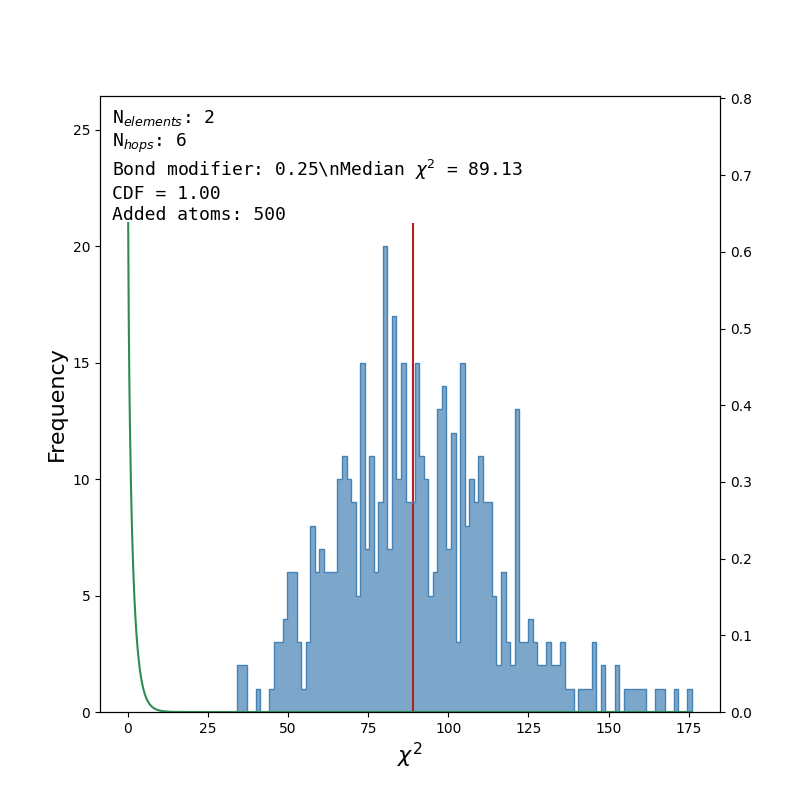 N_elements: 2
N_hops: 6
Bond modifier: 0.25\nMedian χ² = 89.13
CDF = 1.00
Added atoms: 500
25
20
15
10
5
0
Frequency
0.8
0.7
0.6
0.5
0.4
0.3
0.2
0.1
0.0
0 25 50 75 100 125 150 175
χ²